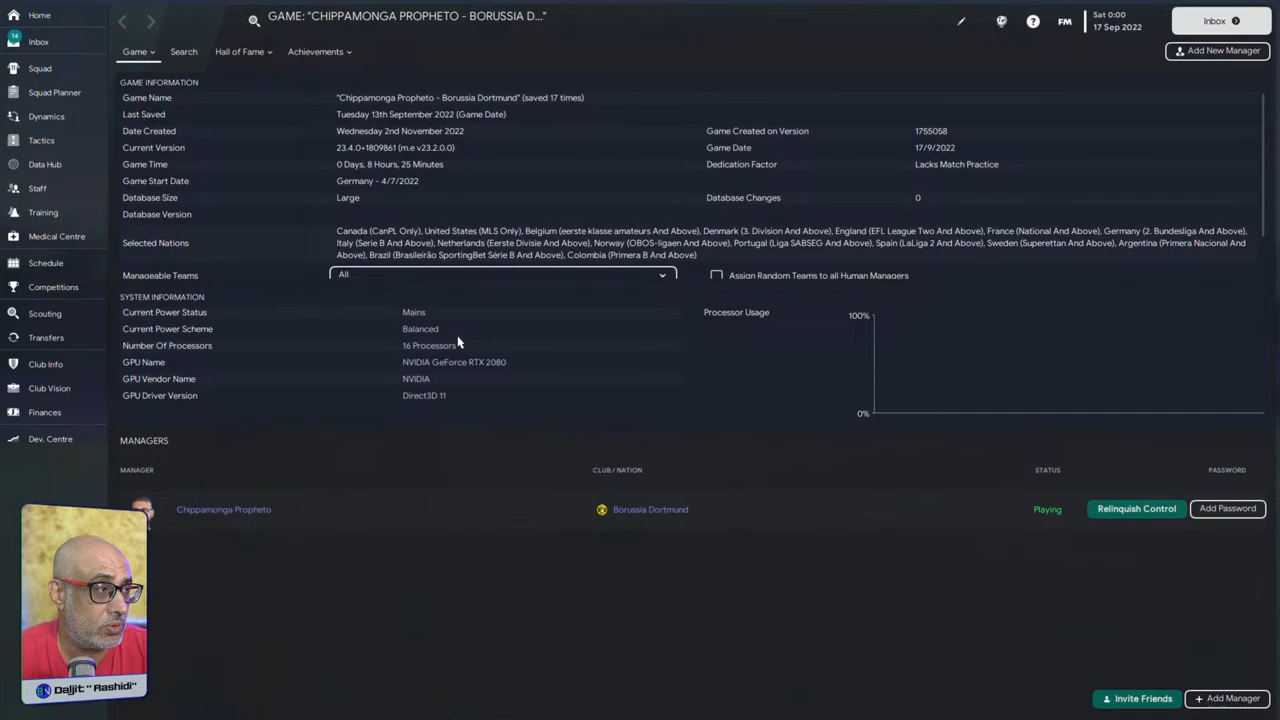 Home
GAME: "CHIPPAMONGA PROPHETO - BORUSSIA D..."
FM
Sat 0:00
17 Sep 2022
Inbox
14
Inbox
Game
Search
Hall of Fame
Achievements
Add New Manager
Squad
Squad Planner
Dynamics
Tactics
Data Hub
Staff
Training
Medical Centre
Schedule
Competitions
Scouting
Transfers
Club Info
Club Vision
Finances
Dev. Centre
GAME INFORMATION
Game Name "Chippamonga Propheto - Borussia Dortmund" (saved 17 times)
Last Saved Tuesday 13th September 2022 (Game Date)
Date Created Wednesday 2nd November 2022 Game Created on Version 1755058
Current Version 23.4.0+1809861 (m.e v23.2.0.0) Game Date 17/9/2022
Game Time 0 Days, 8 Hours, 25 Minutes Dedication Factor Lacks Match Practice
Game Start Date Germany - 4/7/2022
Database Size Large Database Changes 0
Database Version
Selected Nations
Canada (CanPL Only), United States (MLS Only), Belgium (eerste klasse amateurs And Above), Denmark (3. Division And Above), England (EFL League Two And Above), France (National And Above), Germany (2. Bundesliga And Above),
Italy (Serie B And Above), Netherlands (Eerste Divisie And Above), Norway (OBOS-ligaen And Above), Portugal (Liga SABSEG And Above), Spain (LaLiga 2 And Above), Sweden (Superettan And Above), Argentina (Primera Nacional And
Above), Brazil (Brasileirão SportingBet Série B And Above), Colombia (Primera B And Above)
Manageable Teams All Assign Random Teams to all Human Managers
SYSTEM INFORMATION
Current Power Status Mains Processor Usage 100%
Current Power Scheme Balanced
Number Of Processors 16 Processors
GPU Name NVIDIA GeForce RTX 2080
GPU Vendor Name NVIDIA
GPU Driver Version Direct3D 11
0%
MANAGERS
MANAGER CLUB / NATION STATUS PASSWORD
Chippamonga Propheto Borussia Dortmund Playing Relinquish Control Add Password
Daljit "Rashidi"
Invite Friends + Add Manager